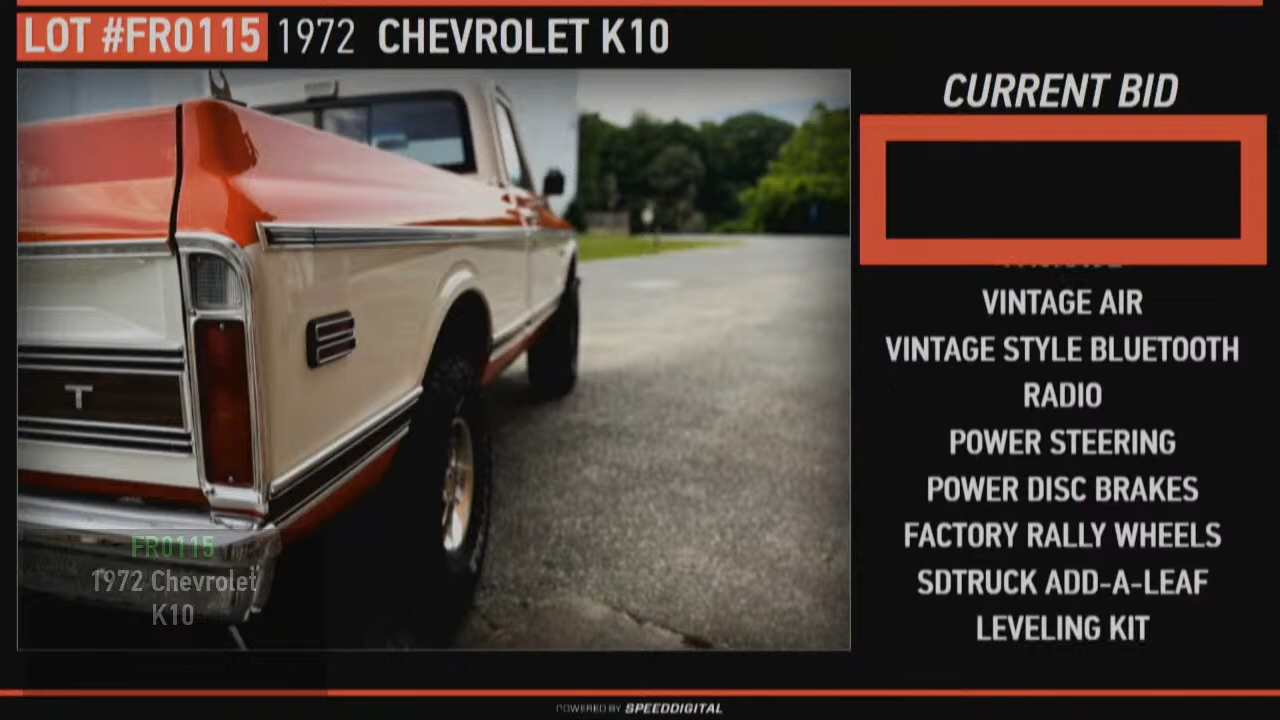 LOT #FR0115 1972 CHEVROLET K10
CURRENT BID
VINTAGE AIR
VINTAGE STYLE BLUETOOTH
RADIO
POWER STEERING
POWER DISC BRAKES
FACTORY RALLY WHEELS
SDTRUCK ADD-A-LEAF
LEVELING KIT
T
FR0115
1972 Chevrolet
K10
POWERED BY SPEEDDIGITAL